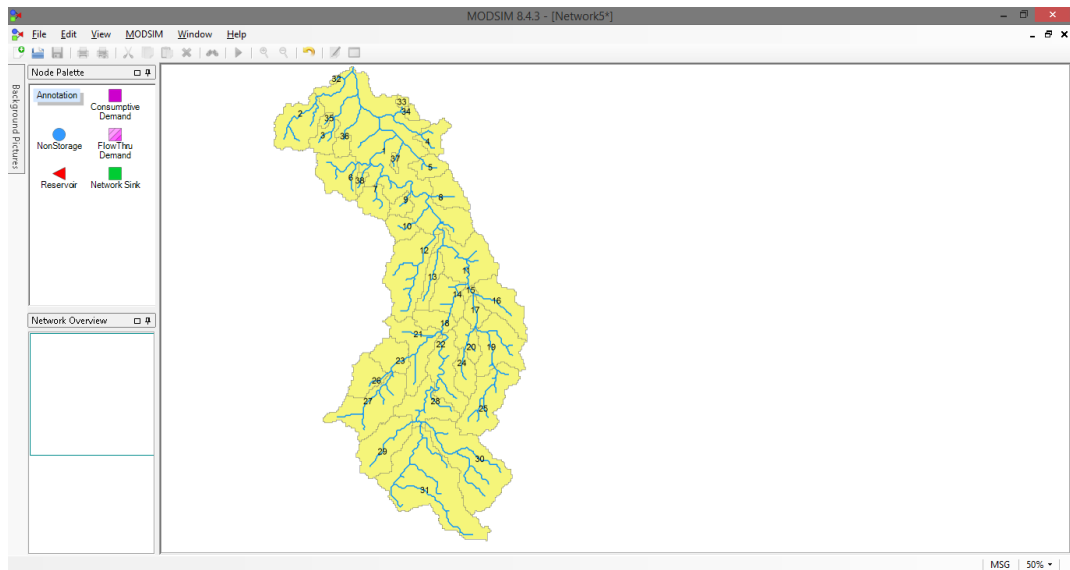 MODSIM 8.4.3 - [Network5*]
File Edit View MODSIM Window Help
Background Pictures
Node Palette
Annotation
Consumptive
Demand
NonStorage
FlowThru
Demand
Reservoir
Network Sink
Network Overview
32
33
34
2
35
3
36
4
1
37
5
6
38
7
8
9
10
12
11
13
15
14
16
17
18
21
22
20
19
23
24
26
27
28
25
29
30
31
MSG 50%